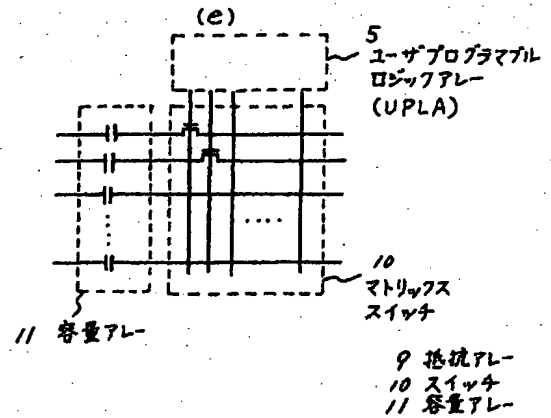 (e)
5
ユーザプログラマブル
ロジックアレー
(UPLA)
10
マトリックス
スイッチ
11 容量アレー
9 抵抗アレー
10 スイッチ
11 容量アレー